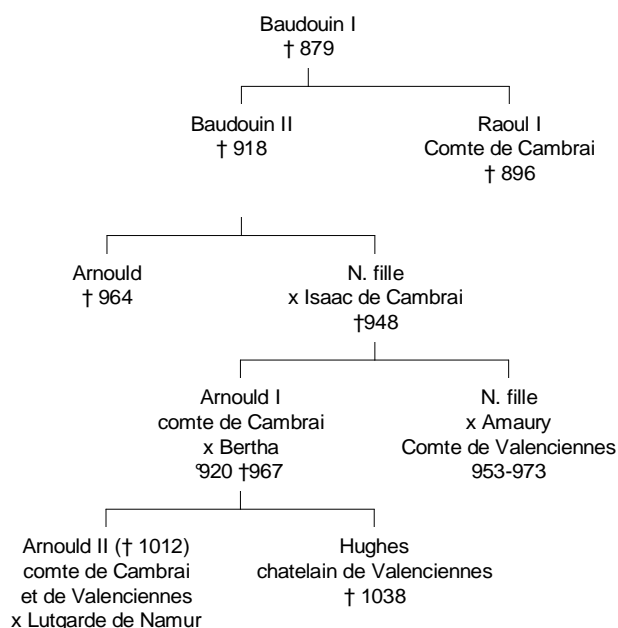 Baudouin I
† 879
Baudouin II
† 918
Raoul I
Comte de Cambrai
† 896
Arnould
† 964
N. fille
x Isaac de Cambrai
†948
Arnould I
comte de Cambrai
x Bertha
°920 †967
N. fille
x Amaury
Comte de Valenciennes
953-973
Arnould II († 1012)
comte de Cambrai
et de Valenciennes
x Lutgarde de Namur
Hughes
chatelain de Valenciennes
† 1038